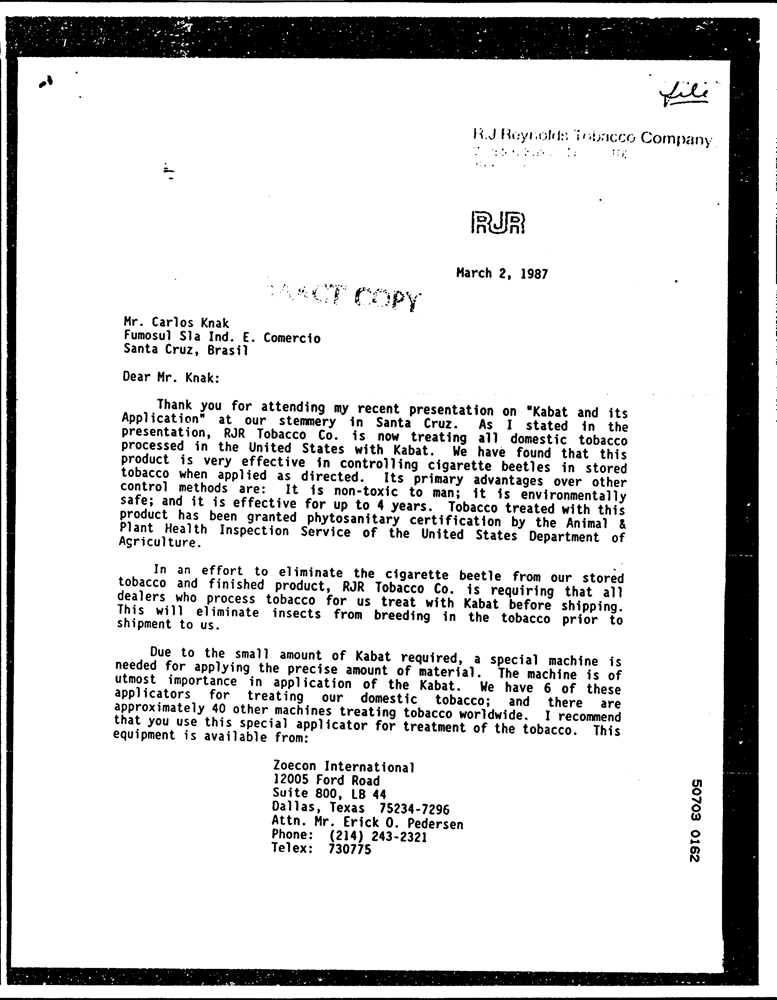 file
R.J.Reynolds Tobacco Company
RJR
March 2, 1987
COPY
Mr. Carlos Knak
Fumosul Sla Ind. E. Comercio
Santa Cruz, Brasil
Dear Mr. Knak:
Thank you for attending my recent presentation on "Kabat and its
Application" at our stemmery in Santa Cruz. As I stated in the
presentation, RJR Tobacco Co. is now treating all domestic tobacco
processed in the United States with Kabat. We have found that this
product is very effective in controlling cigarette beetles in stored
tobacco when applied as directed. Its primary advantages over other
control methods are: It is non-toxic to man; it is environmentally
safe; and it is effective for up to 4 years. Tobacco treated with this
product has been granted phytosanitary certification by the Animal &
Plant Health Inspection Service of the United States Department of
Agriculture.
In an effort to eliminate the cigarette beetle from our stored
tobacco and finished product, RJR Tobacco Co. is requiring that all
dealers who process tobacco for us treat with Kabat before shipping.
This will eliminate insects from breeding in the tobacco prior to
shipment to us.
Due to the small amount of Kabat required, a special machine is
needed for applying the precise amount of material. The machine is of
utmost importance in application of the Kabat. We have 6 of these
applicators for treating our domestic tobacco; and there are
approximately 40 other machines treating tobacco worldwide. I recommend
that you use this special applicator for treatment of the tobacco. This
equipment is available from:
Zoecon International
12005 Ford Road
Suite 800, LB 44
Dallas, Texas 75234-7296
Attn. Mr. Erick O. Pedersen
Phone: (214) 243-2321
Telex: 730775
50703 0162